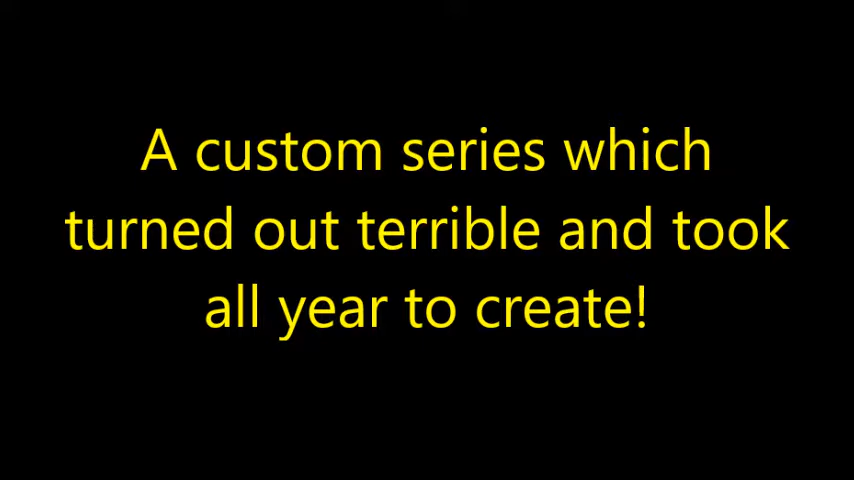 A custom series which
turned out terrible and took
all year to create!